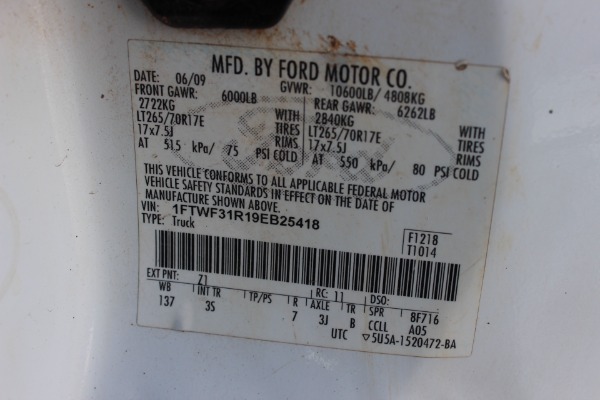 MFD. BY FORD MOTOR CO.
DATE: 06/09 GVWR: 10600LB/ 4808KG
FRONT GAWR: 6000LB REAR GAWR: 6262LB
2722KG WITH 2840KG WITH
LT265/70R17E TIRES LT265/70R17E TIRES
17x7.5J RIMS 17x7.5J RIMS
AT 515 kPa/ 75 PSI COLD AT 550 kPa/ 80 PSI COLD
THIS VEHICLE CONFORMS TO ALL APPLICABLE FEDERAL MOTOR
VEHICLE SAFETY STANDARDS IN EFFECT ON THE DATE OF
MANUFACTURE SHOWN ABOVE.
VIN: 1FTWF31R19EB25418
TYPE: Truck
F1218
T1014
EXT PNT: Z1 RC: 11 DSO:
WB INT TR TP/PS R AXLE TR SPR 8F716
137 3S 7 3J B CCLL A05
UTC ▽5U5A-1520472-BA
Ford